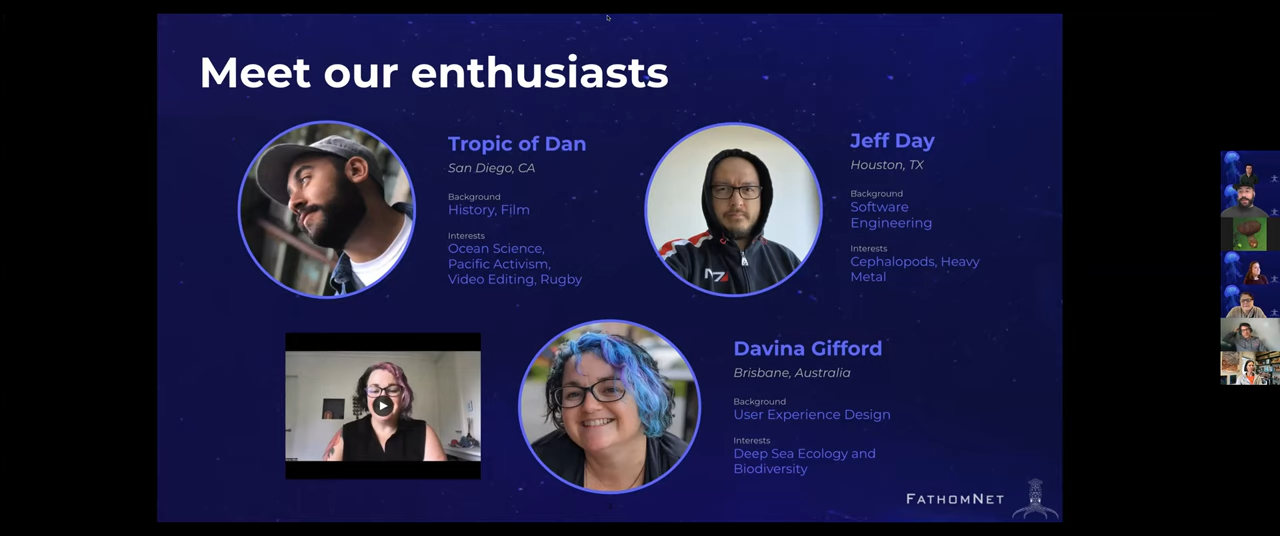 Meet our enthusiasts
Tropic of Dan
San Diego, CA
Background
History, Film
Interests
Ocean Science,
Pacific Activism,
Video Editing, Rugby
Jeff Day
Houston, TX
Background
Software
Engineering
Interests
Cephalopods, Heavy
Metal
N7
Davina Gifford
Brisbane, Australia
Background
User Experience Design
Interests
Deep Sea Ecology and
Biodiversity
FATHOMNET